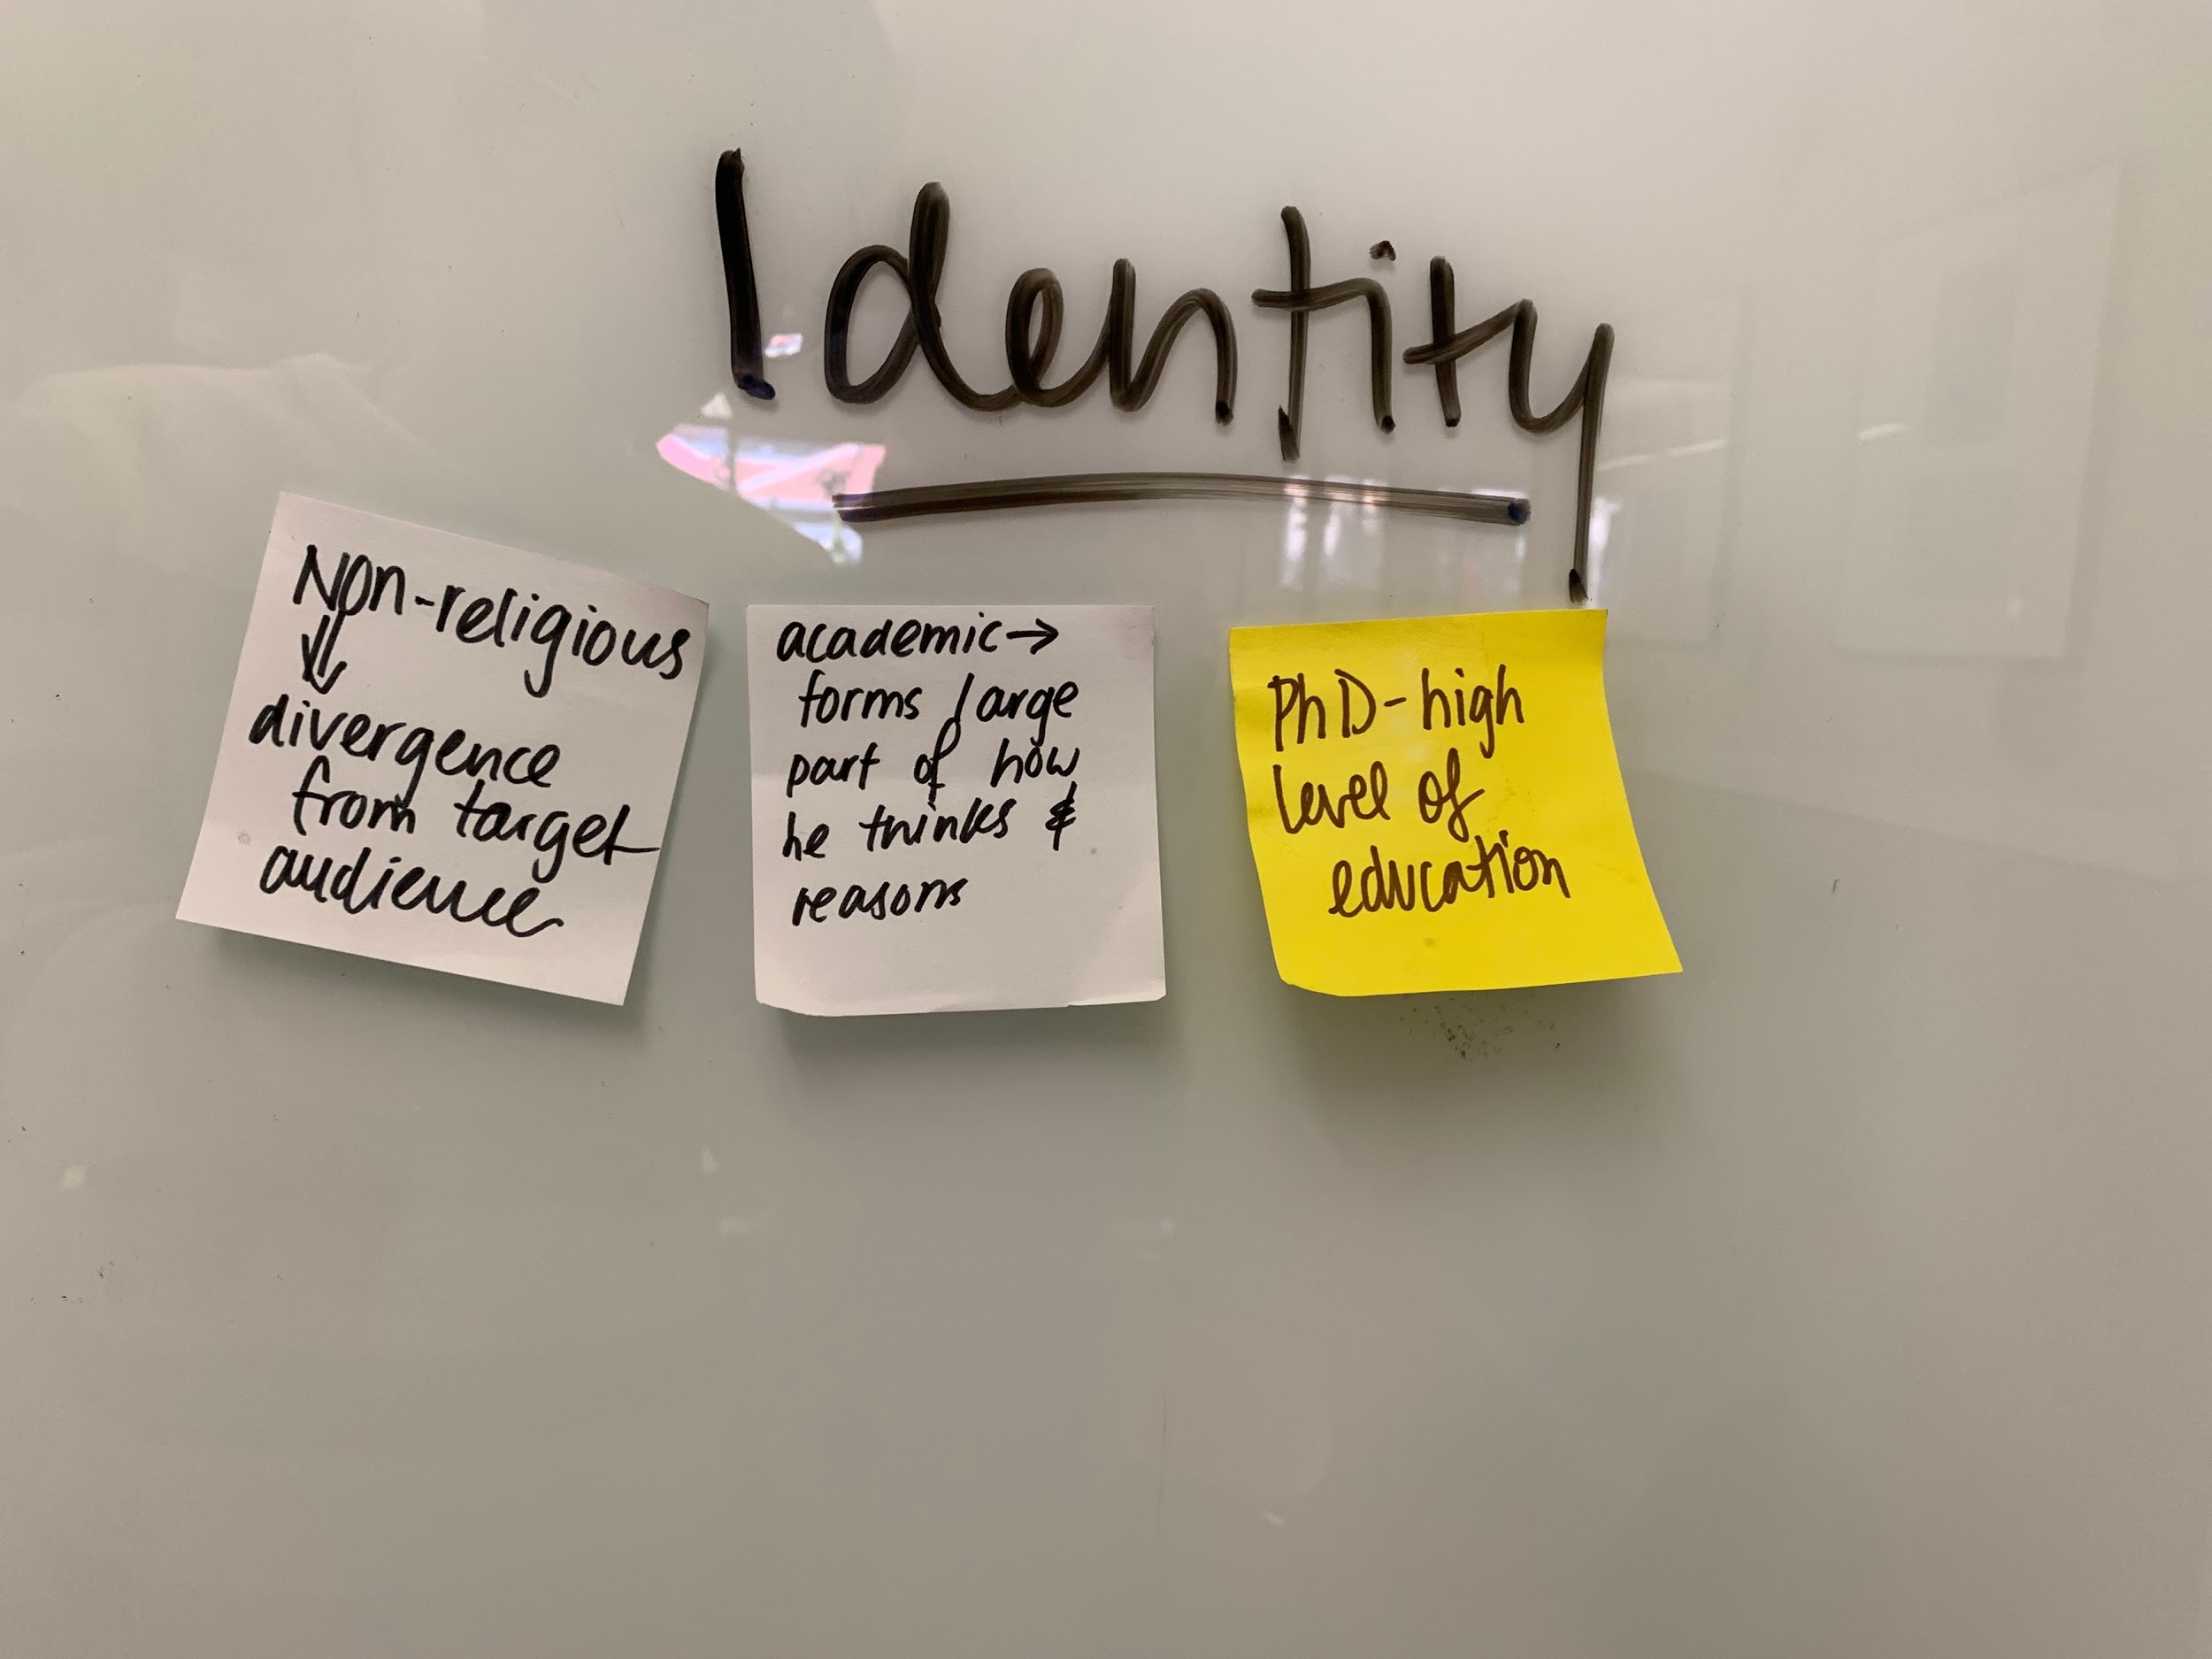 Identity
Non-religious
⇓
divergence
from target
audience
academic→
forms large
part of how
he thinks &
reasons
PhD-high
level of
education